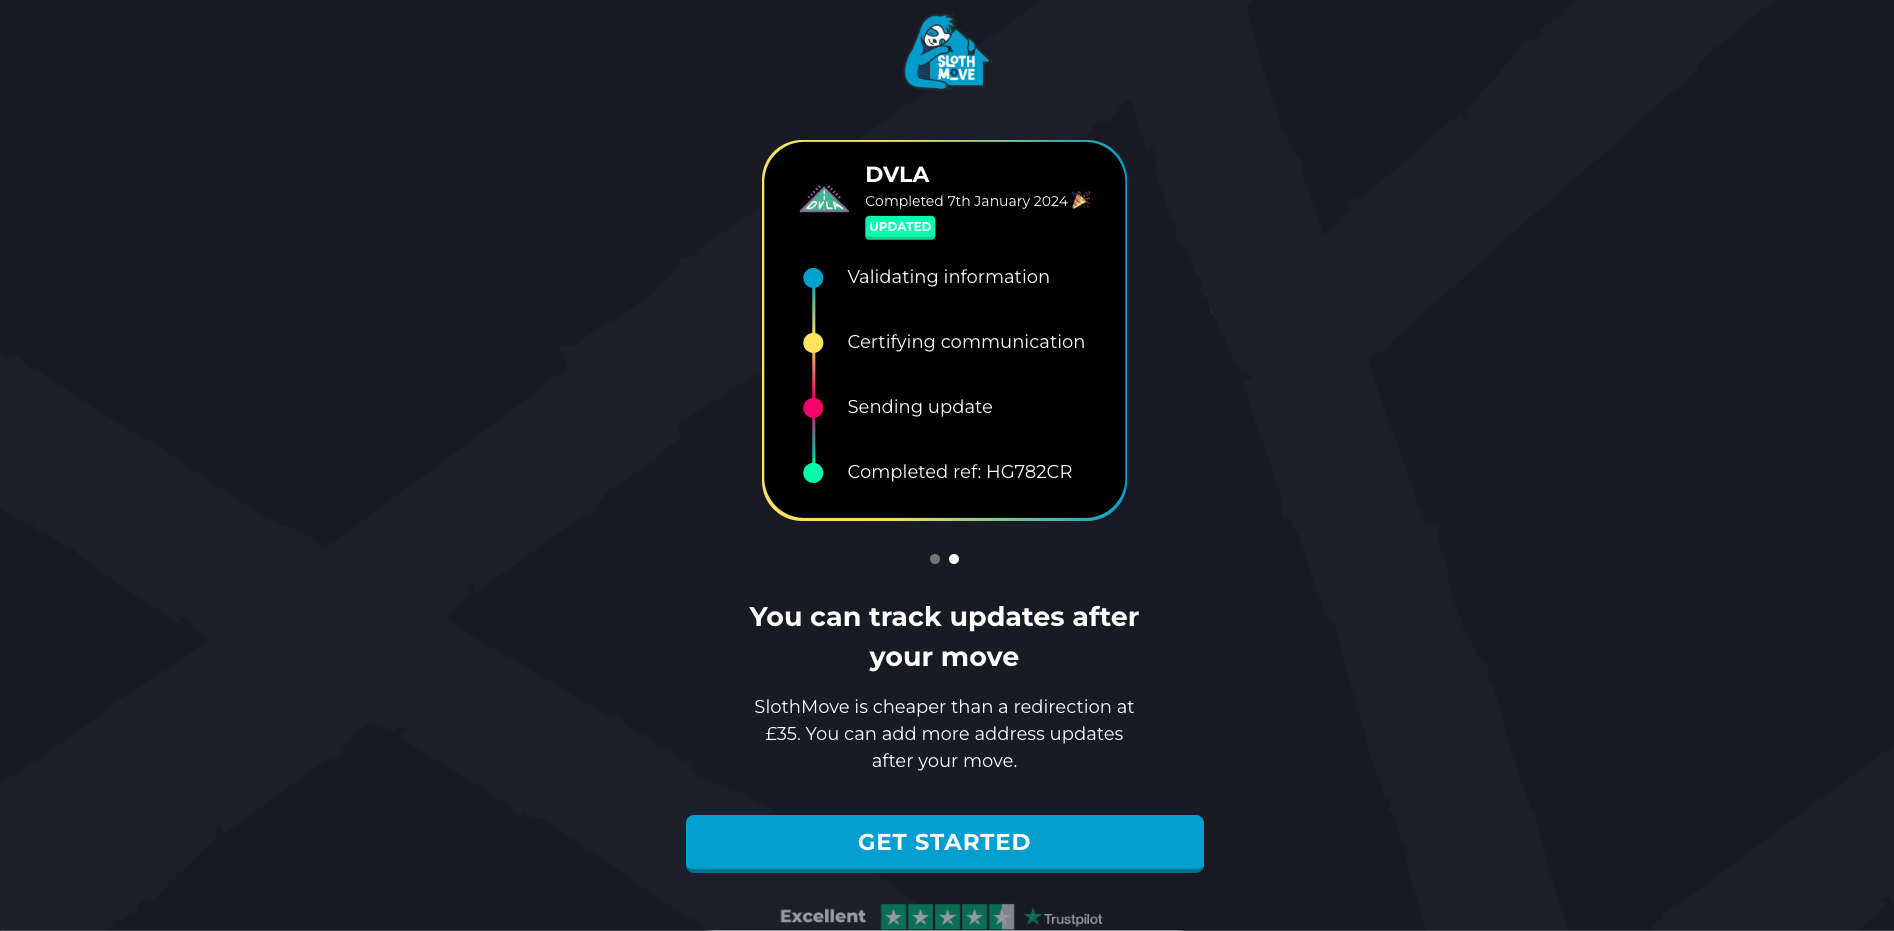 SLOTH
MOVE
DVLA
DVLA
Completed 7th January 2024 🎉
UPDATED
Validating information
Certifying communication
Sending update
Completed ref: HG782CR
You can track updates after
your move
SlothMove is cheaper than a redirection at
£35. You can add more address updates
after your move.
GET STARTED
Excellent Trustpilot